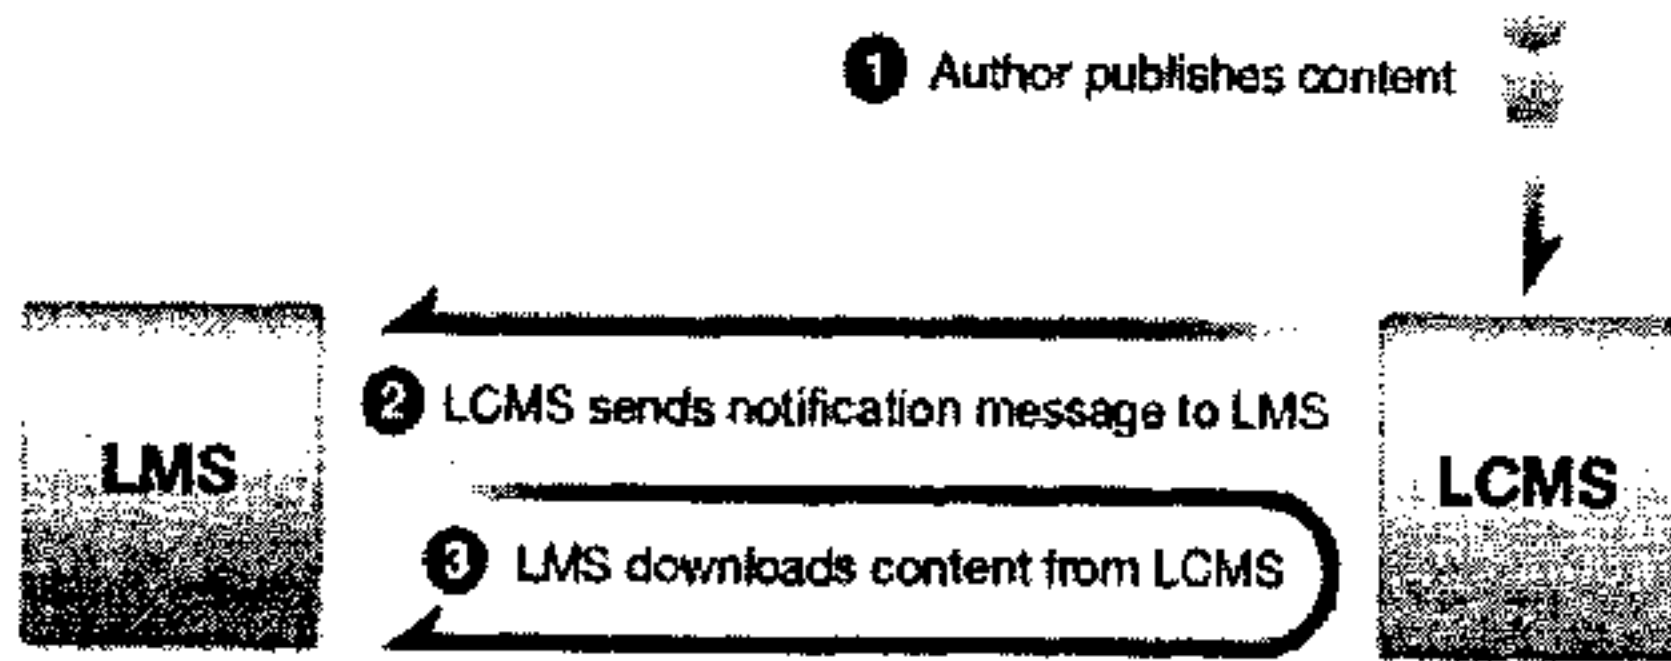 1 Author publishes content
2 LCMS sends notification message to LMS
LMS
LCMS
3 LMS downloads content from LCMS